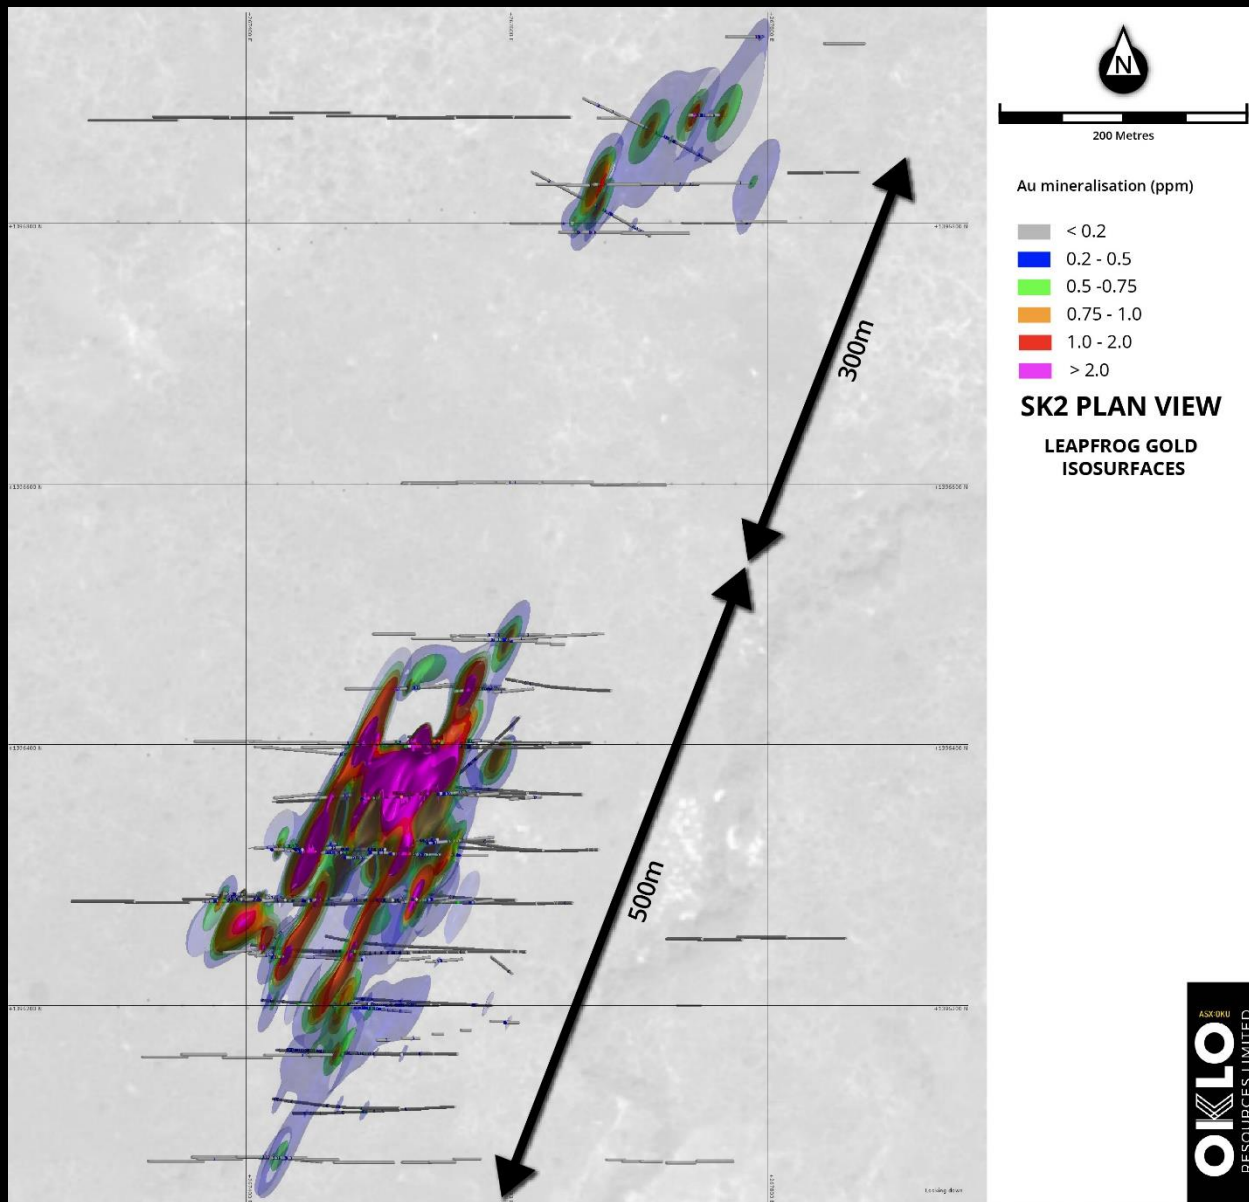 N
200 Metres
Au mineralisation (ppm)
< 0.2
0.2 - 0.5
0.5 -0.75
0.75 - 1.0
1.0 - 2.0
> 2.0
SK2 PLAN VIEW
LEAPFROG GOLD
ISOSURFACES
300m
500m
Looking down
ASX:OKU
OKLO
RESOURCES LIMITED